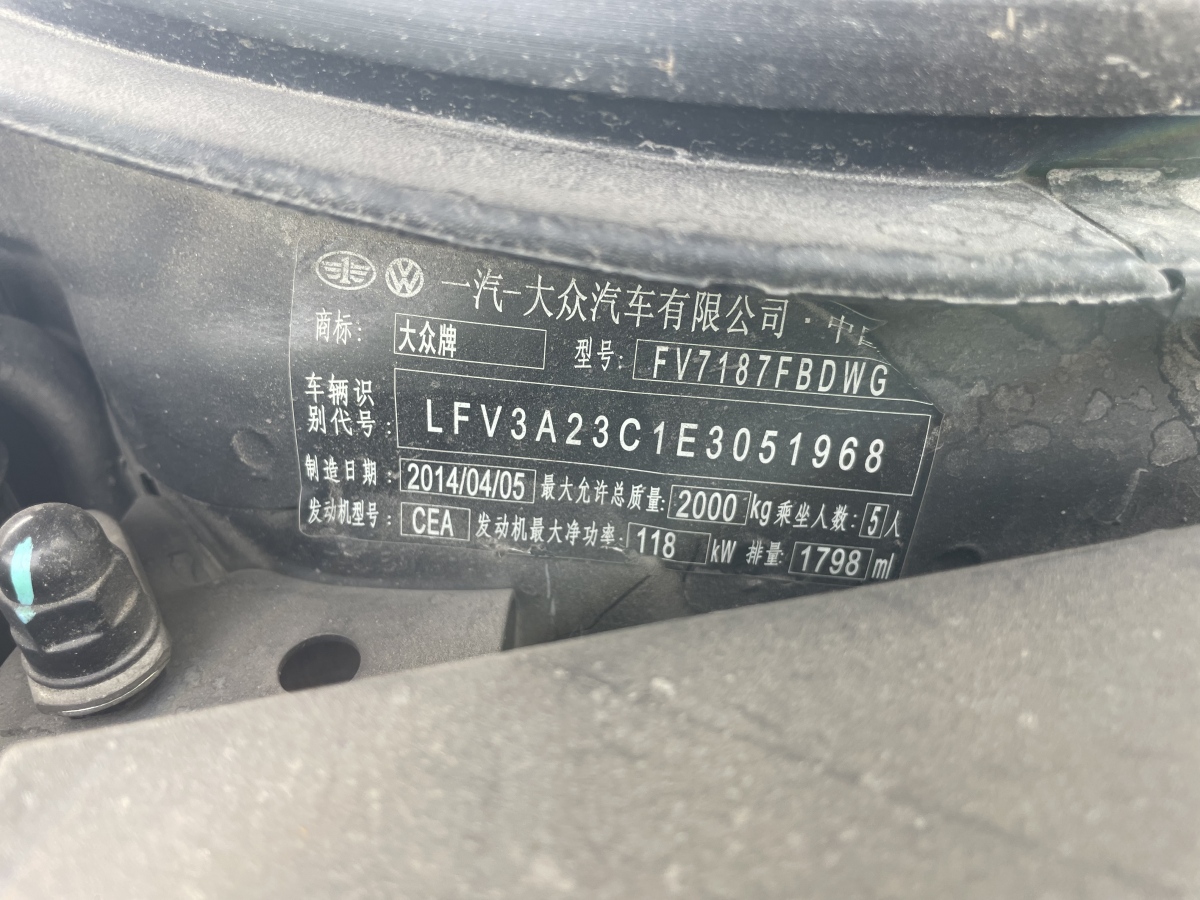 一汽-大众汽车有限公司·中
商标: 大众牌 型号: FV7187FBDWG
车辆识
别代号: LFV3A23C1E3051968
制造日期: 2014/04/05 最大允许总质量: 2000 kg 乘坐人数: 5 人
发动机型号: CEA 发动机最大净功率: 118 kW 排量: 1798 ml